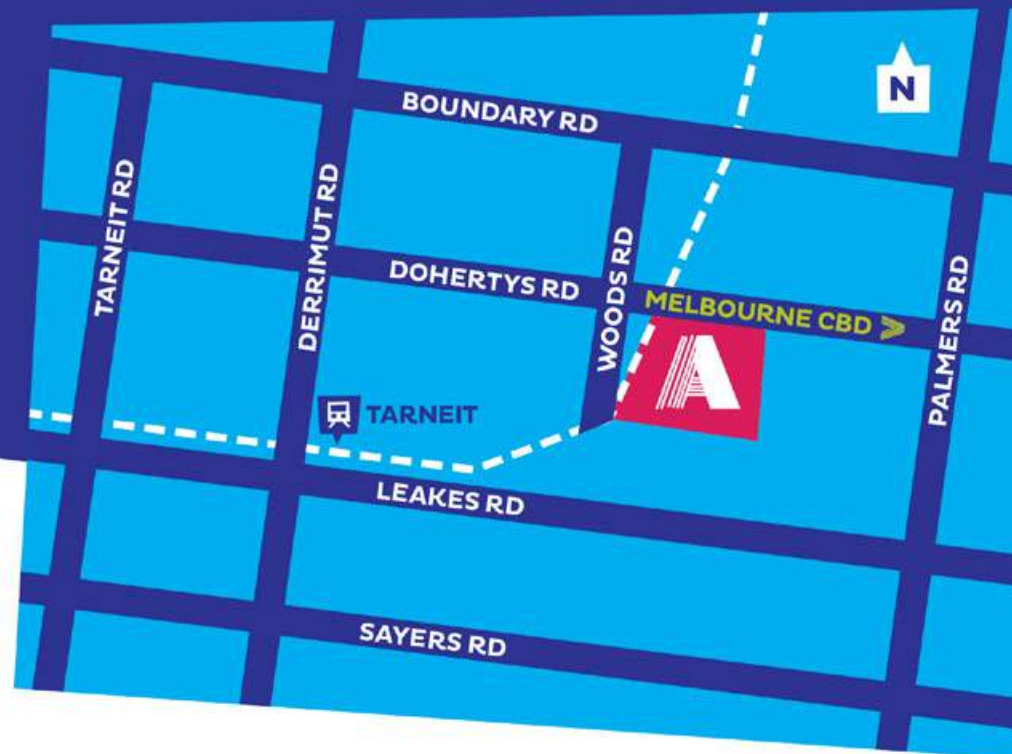 N
BOUNDARY RD
TARNEIT RD
DERRIMUT RD
WOODS RD
DOHERTYS RD
MELBOURNE CBD
PALMERS RD
A
TARNEIT
LEAKES RD
SAYERS RD